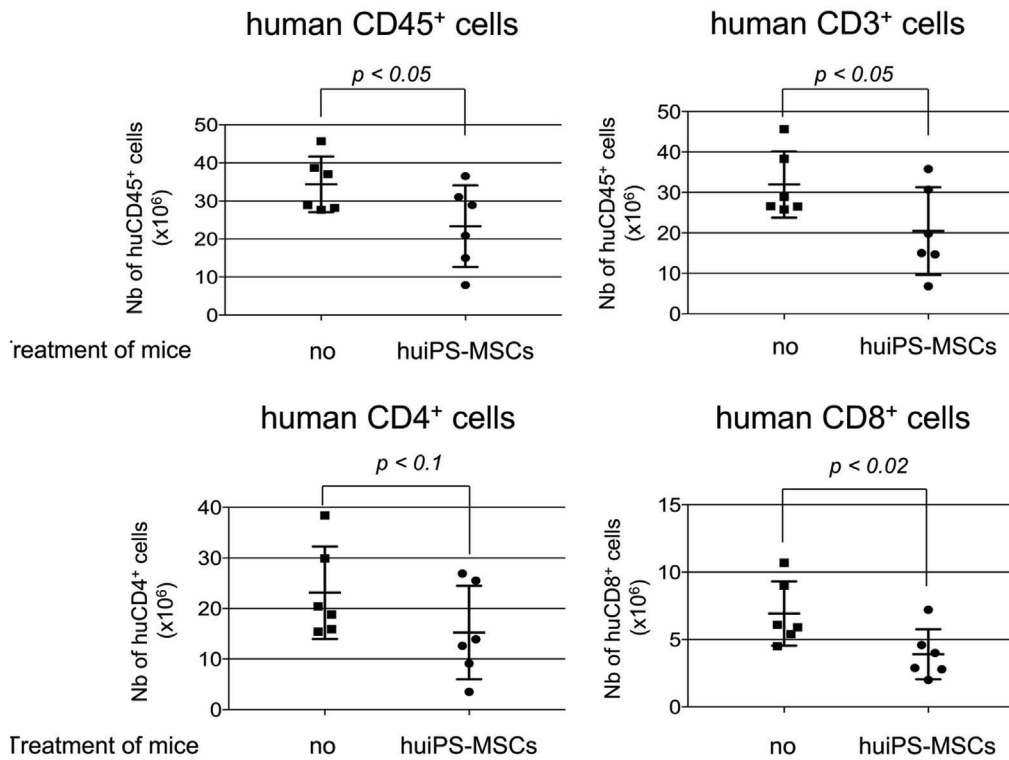 human CD45⁺ cells
p < 0.05
Nb of huCD45⁺ cells
(x10⁶)
50
40
30
20
10
0
Treatment of mice
no
huiPS-MSCs
human CD3⁺ cells
p < 0.05
Nb of huCD45⁺ cells
(x10⁶)
50
40
30
20
10
0
no
huiPS-MSCs
human CD4⁺ cells
p < 0.1
Nb of huCD4⁺ cells
(x10⁶)
40
30
20
10
0
Treatment of mice
no
huiPS-MSCs
human CD8⁺ cells
p < 0.02
Nb of huCD8⁺ cells
(x10⁶)
15
10
5
0
no
huiPS-MSCs